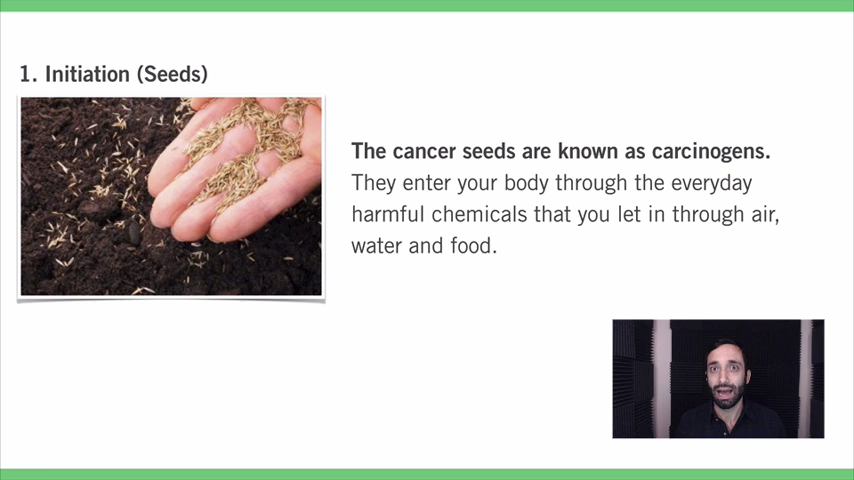 1. Initiation (Seeds)
The cancer seeds are known as carcinogens.
They enter your body through the everyday
harmful chemicals that you let in through air,
water and food.